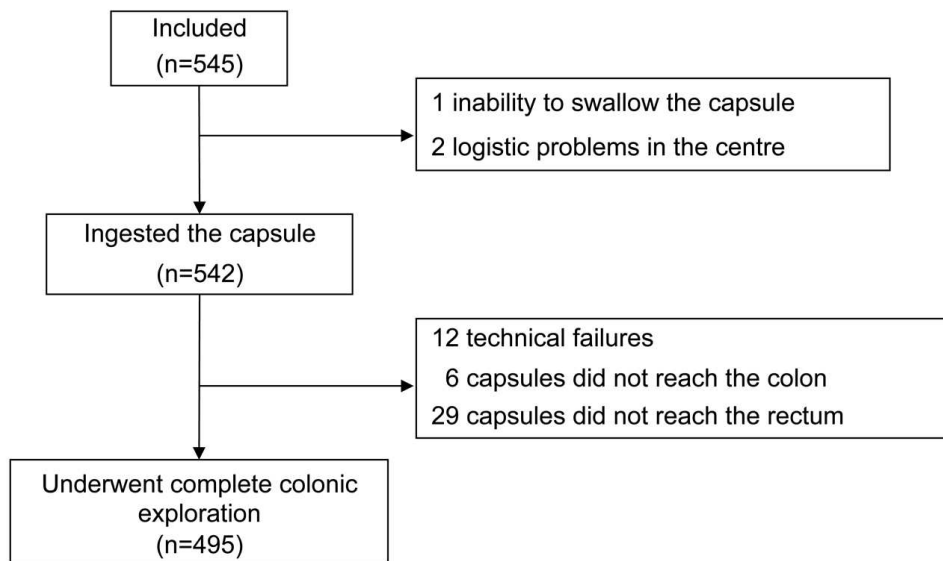 Included
(n=545)
1 inability to swallow the capsule
2 logistic problems in the centre
Ingested the capsule
(n=542)
12 technical failures
6 capsules did not reach the colon
29 capsules did not reach the rectum
Underwent complete colonic
exploration
(n=495)